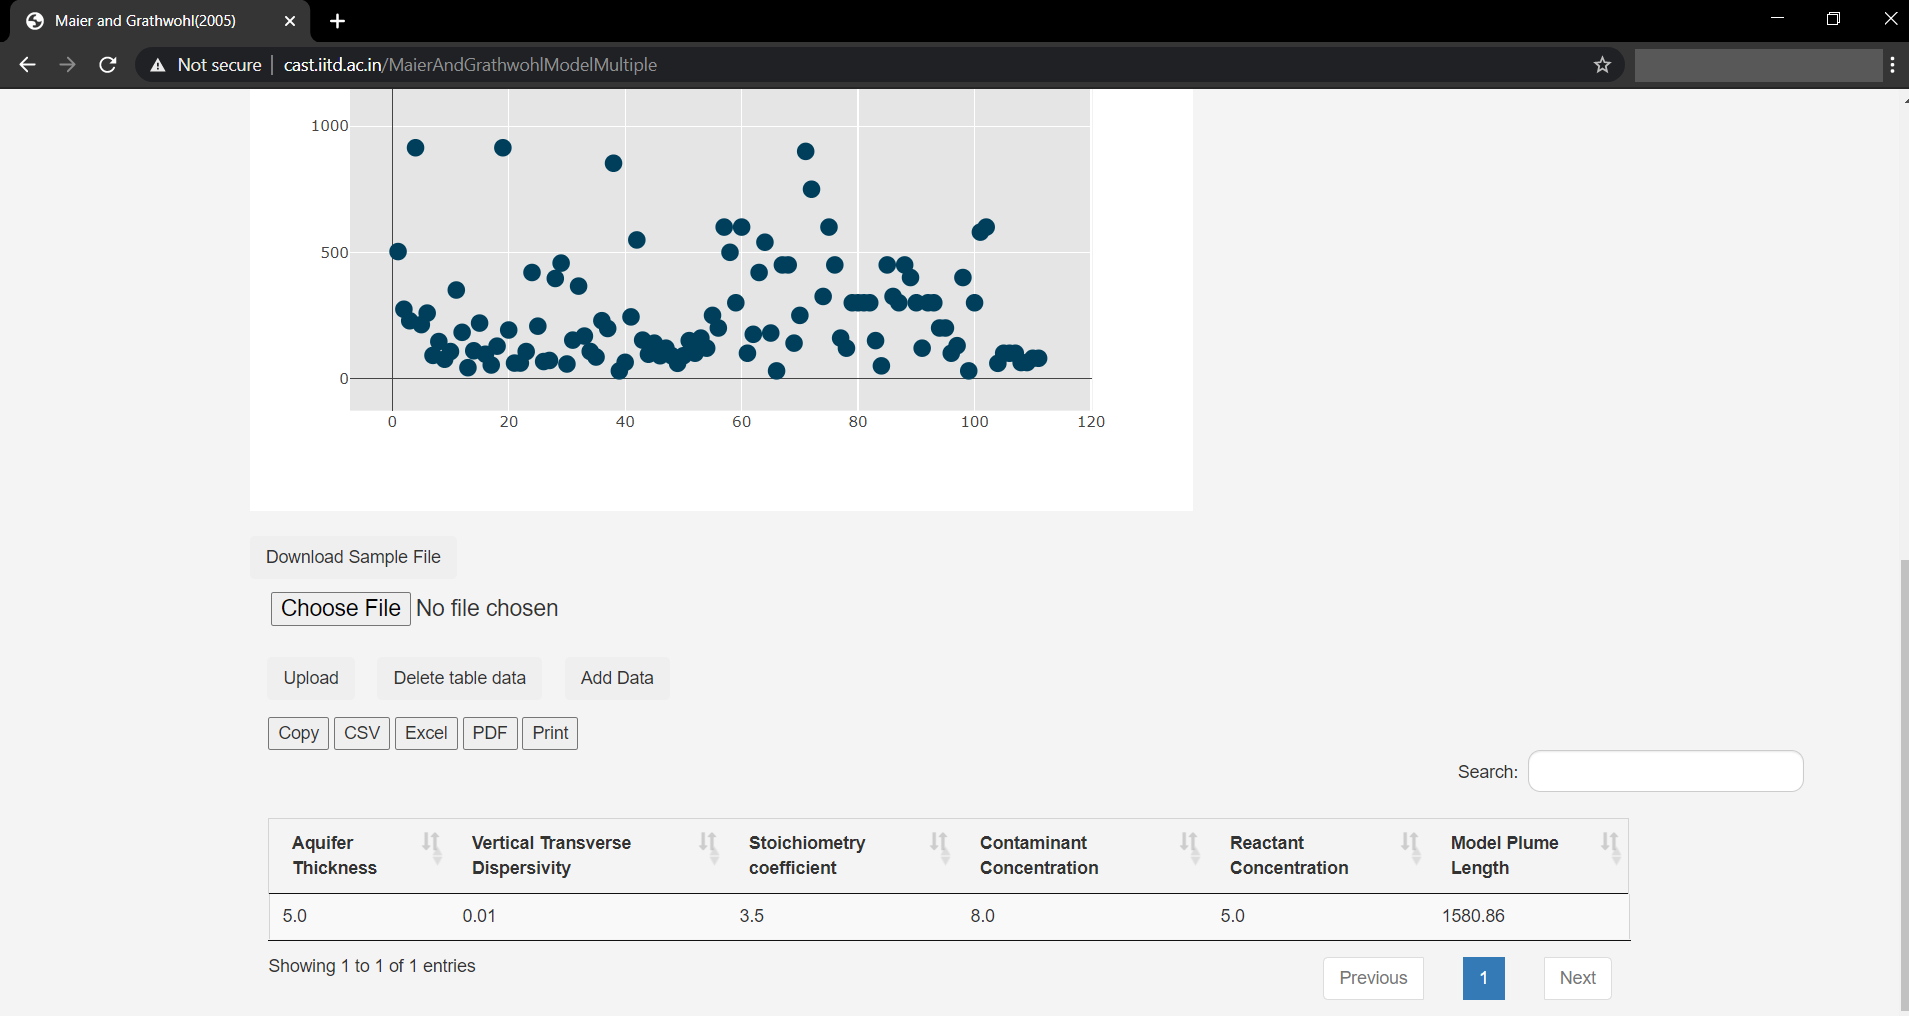 Maier and Grathwohl(2005)
Not secure | cast.iitd.ac.in/MaierAndGrathwohlModelMultiple
1000
500
0
0 20 40 60 80 100 120
Download Sample File
Choose File No file chosen
Upload Delete table data Add Data
Copy CSV Excel PDF Print
Search:
Aquifer Thickness Vertical Transverse Dispersivity Stoichiometry coefficient Contaminant Concentration Reactant Concentration Model Plume Length
5.0 0.01 3.5 8.0 5.0 1580.86
Showing 1 to 1 of 1 entries
Previous 1 Next